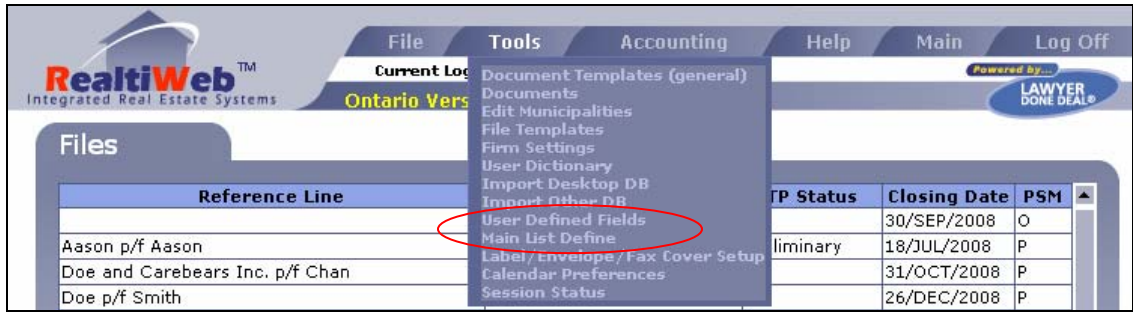 File Tools Accounting Help Main Log Off
RealtiWeb™
Integrated Real Estate Systems
Current Log
Ontario Vers
Powered by...
LAWYER
DONE DEAL®
Document Templates (general)
Documents
Edit Municipalities
File Templates
Firm Settings
User Dictionary
Import Desktop DB
Import Other DB
User Defined Fields
Main List Define
Label/Envelope/Fax Cover Setup
Calendar Preferences
Session Status
Files
Reference Line TP Status Closing Date PSM
30/SEP/2008 O
Aason p/f Aason liminary 18/JUL/2008 P
Doe and Carebears Inc. p/f Chan 31/OCT/2008 P
Doe p/f Smith 26/DEC/2008 P